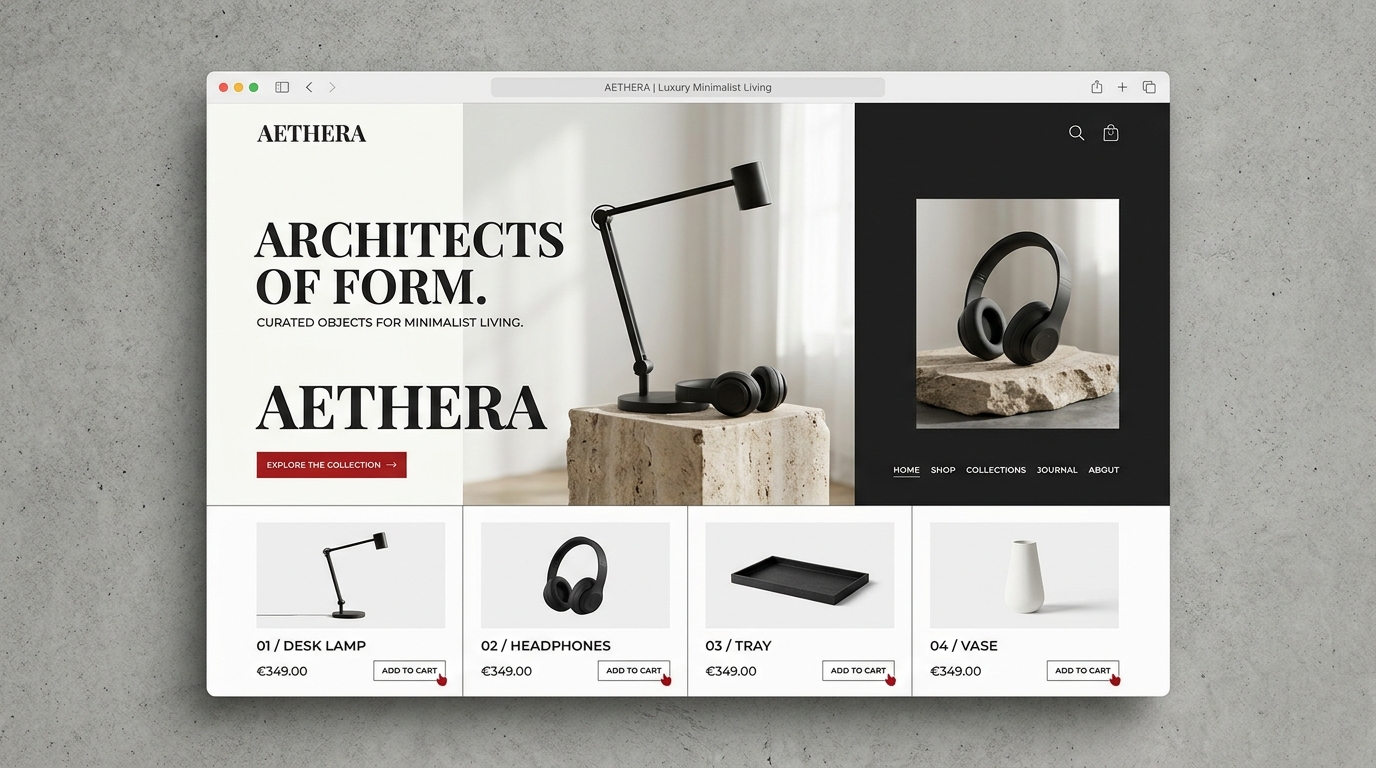 AETHERA | Luxury Minimalist Living
AETHERA
ARCHITECTS
OF FORM.
CURATED OBJECTS FOR MINIMALIST LIVING.
AETHERA
EXPLORE THE COLLECTION →
HOME SHOP COLLECTIONS JOURNAL ABOUT
01 / DESK LAMP
€349.00
ADD TO CART
02 / HEADPHONES
€349.00
ADD TO CART
03 / TRAY
€349.00
ADD TO CART
04 / VASE
€349.00
ADD TO CART